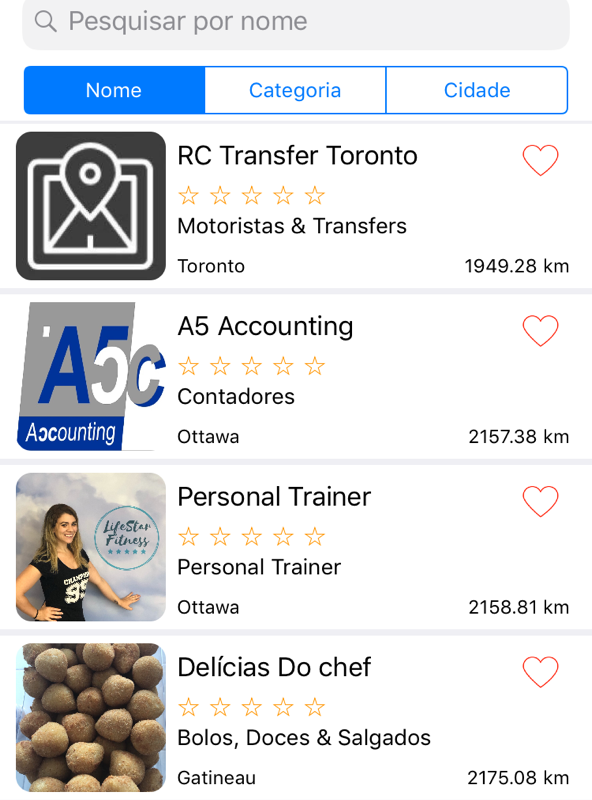 Pesquisar por nome
Nome Categoria Cidade
RC Transfer Toronto
Motoristas & Transfers
Toronto 1949.28 km
A5c
Accounting
A5 Accounting
Contadores
Ottawa 2157.38 km
LifeStar
Fitness
CHAMPION
99
Personal Trainer
Personal Trainer
Ottawa 2158.81 km
Delícias Do chef
Bolos, Doces & Salgados
Gatineau 2175.08 km